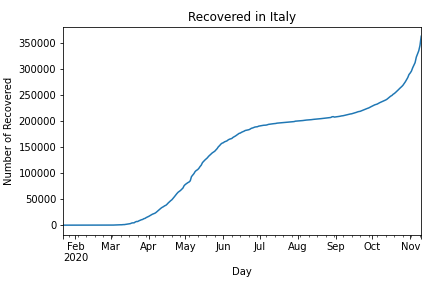 Recovered in Italy
Number of Recovered
350000
300000
250000
200000
150000
100000
50000
0
Feb Mar Apr May Jun Jul Aug Sep Oct Nov
2020
Day